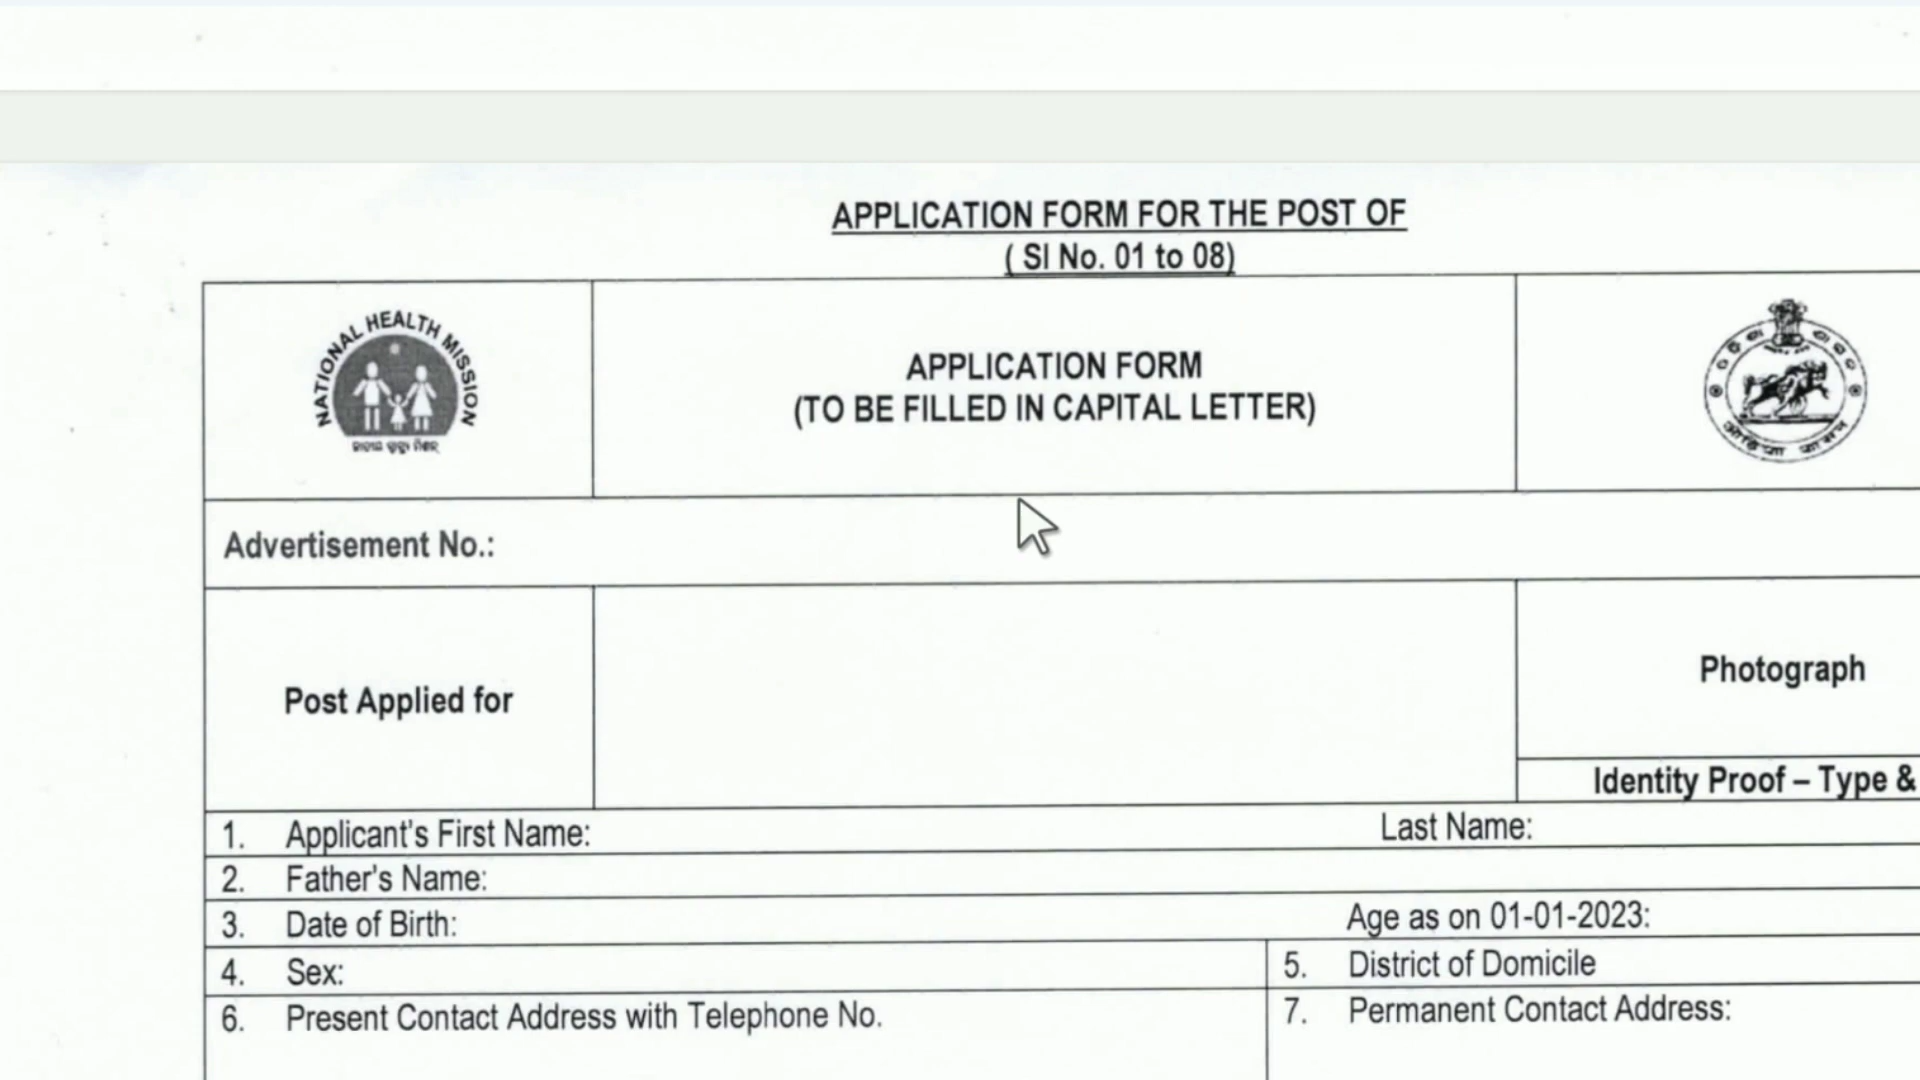 APPLICATION FORM FOR THE POST OF
( SI No. 01 to 08)
NATIONAL HEALTH MISSION
APPLICATION FORM
(TO BE FILLED IN CAPITAL LETTER)
Advertisement No.:
Post Applied for
Photograph
Identity Proof – Type &
1. Applicant's First Name: Last Name:
2. Father's Name:
3. Date of Birth: Age as on 01-01-2023:
4. Sex: 5. District of Domicile
6. Present Contact Address with Telephone No. 7. Permanent Contact Address: